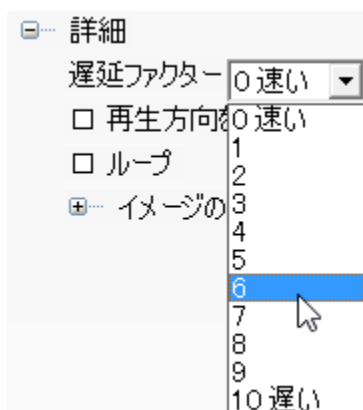 詳細
遅延ファクター 0 速い
再生方向を
ループ
イメージの
0 速い
1
2
3
4
5
6
7
8
9
10 遅い